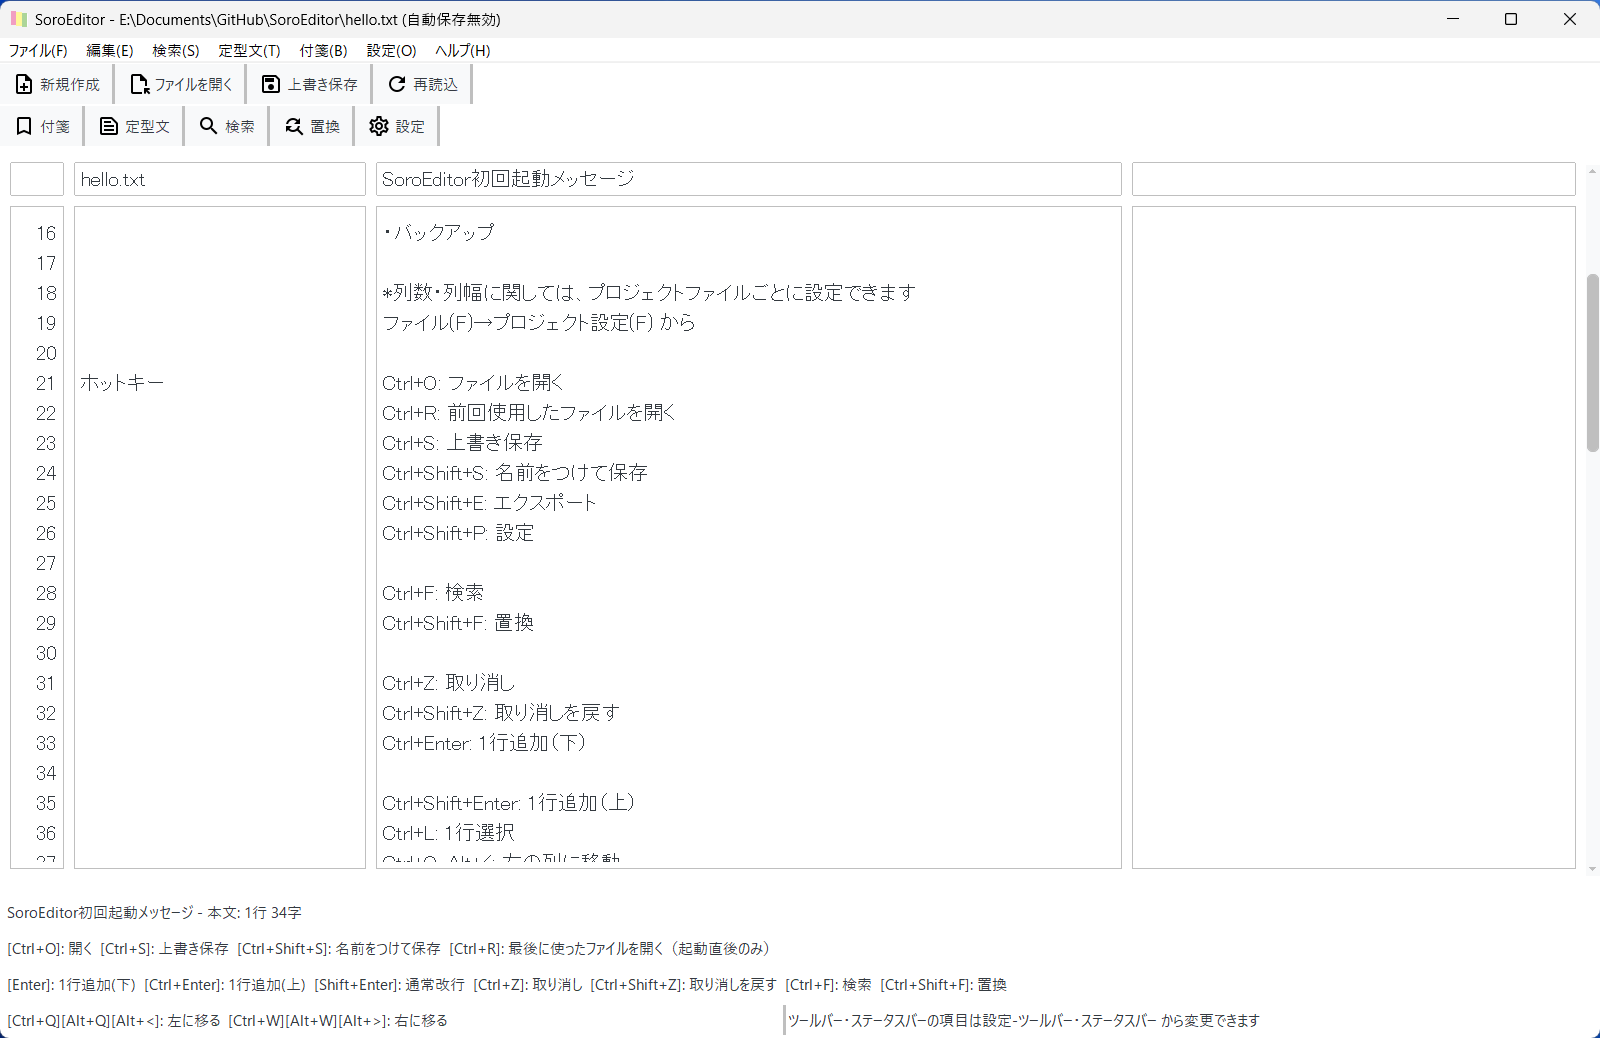 SoroEditor - E:\Documents\GitHub\SoroEditor\hello.txt (自動保存無効)
ファイル(F) 編集(E) 検索(S) 定型文(T) 付箋(B) 設定(O) ヘルプ(H)
新規作成 ファイルを開く 上書き保存 再読込
付箋 定型文 検索 置換 設定
hello.txt SoroEditor初回起動メッセージ
16 ・バックアップ
17
18 *列数・列幅に関しては、プロジェクトファイルごとに設定できます
19 ファイル(F)→プロジェクト設定(F) から
20
21 ホットキー Ctrl+O: ファイルを開く
22 Ctrl+R: 前回使用したファイルを開く
23 Ctrl+S: 上書き保存
24 Ctrl+Shift+S: 名前をつけて保存
25 Ctrl+Shift+E: エクスポート
26 Ctrl+Shift+P: 設定
27
28 Ctrl+F: 検索
29 Ctrl+Shift+F: 置換
30
31 Ctrl+Z: 取り消し
32 Ctrl+Shift+Z: 取り消しを戻す
33 Ctrl+Enter: 1行追加(下)
34
35 Ctrl+Shift+Enter: 1行追加(上)
36 Ctrl+L: 1行選択
37
SoroEditor初回起動メッセージ - 本文: 1行 34字
[Ctrl+O]: 開く [Ctrl+S]: 上書き保存 [Ctrl+Shift+S]: 名前をつけて保存 [Ctrl+R]: 最後に使ったファイルを開く（起動直後のみ）
[Enter]: 1行追加(下) [Ctrl+Enter]: 1行追加(上) [Shift+Enter]: 通常改行 [Ctrl+Z]: 取り消し [Ctrl+Shift+Z]: 取り消しを戻す [Ctrl+F]: 検索 [Ctrl+Shift+F]: 置換
[Ctrl+Q][Alt+Q][Alt+<]: 左に移る [Ctrl+W][Alt+W][Alt+>]: 右に移る ツールバー・ステータスバーの項目は設定-ツールバー・ステータスバー から変更できます